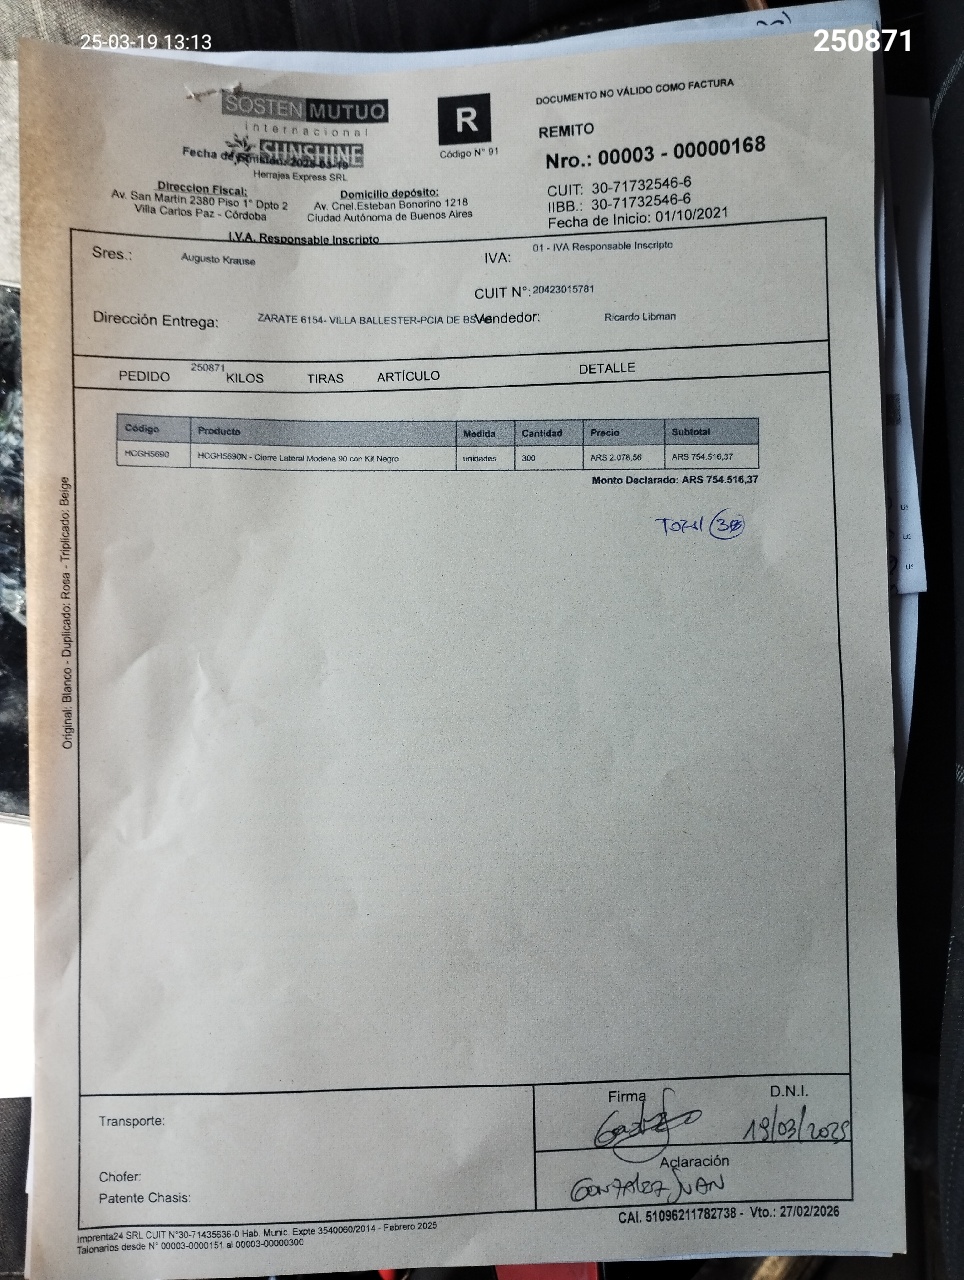 25-03-19 13:13
250871
SOSTEN MUTUO
internacional
SUNSHINE
Fecha de
Herrajes Express SRL
R
Código N° 91
DOCUMENTO NO VÁLIDO COMO FACTURA
REMITO
Nro.: 00003 - 00000168
CUIT: 30-71732546-6
IIBB.: 30-71732546-6
Fecha de Inicio: 01/10/2021
Direccion Fiscal:
Av. San Martin 2380 Piso 1° Dpto 2
Villa Carlos Paz - Córdoba
Domicilio depósito:
Av. Cnel.Esteban Bonorino 1218
Ciudad Autónoma de Buenos Aires
I.V.A. Responsable Inscripto
Sres.: Augusto Krause
IVA: 01 - IVA Responsable Inscripto
CUIT N°: 20423015781
Dirección Entrega: ZARATE 6154- VILLA BALLESTER-PCIA DE
Vendedor: Ricardo Libman
PEDIDO 250871 KILOS TIRAS ARTÍCULO DETALLE
Código Producto Medida Cantidad Precio Subtotal
HCGH5690 HCGH5690N - Cierre Lateral Modena 90 con Kit Negro unidades 300 ARS 2.078,56 ARS 754.516,37
Monto Declarado: ARS 754.516,37
Total
Original: Blanco - Duplicado: Rosa - Triplicado: Beige
Transporte:
Chofer:
Patente Chasis:
Firma
D.N.I.
19/03/2025
Aclaración
GONZALEZ JUAN
CAI. 51096211782738 - Vto.: 27/02/2026
Imprenta24 SRL CUIT N°30-71435636-0 Hab. Munic. Expte 3540060/2014 - Febrero 2025
Talonarios desde N° 00003-0000151 al 00003-00000300